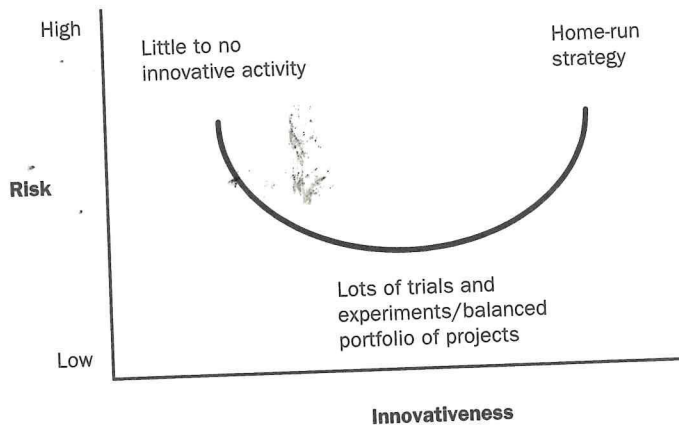 High
Little to no
innovative activity
Home-run
strategy
Risk
Lots of trials and
experiments/balanced
portfolio of projects
Low
Innovativeness